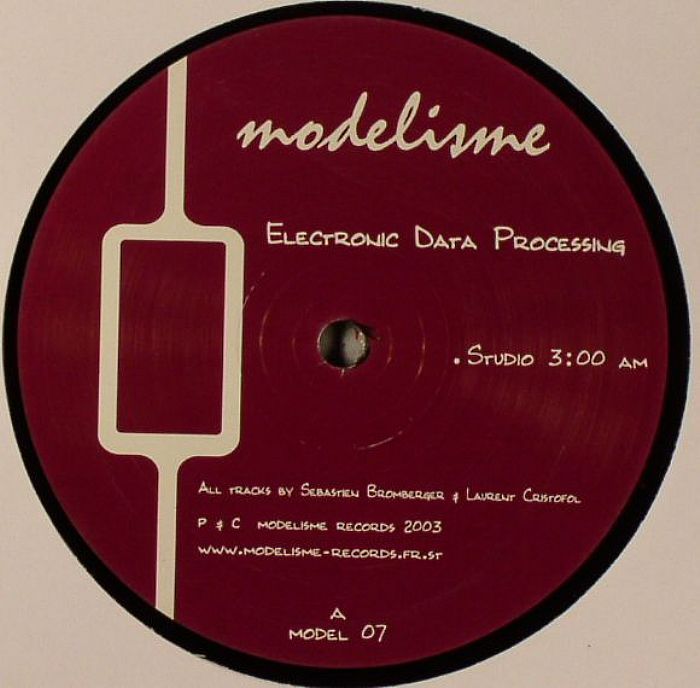 modelisme
Electronic Data Processing
. Studio 3:00 am
All tracks by Sebastien Bromberger & Laurent Cristofol
P & C modelisme records 2003
www.modelisme-records.fr.st
A
model 07